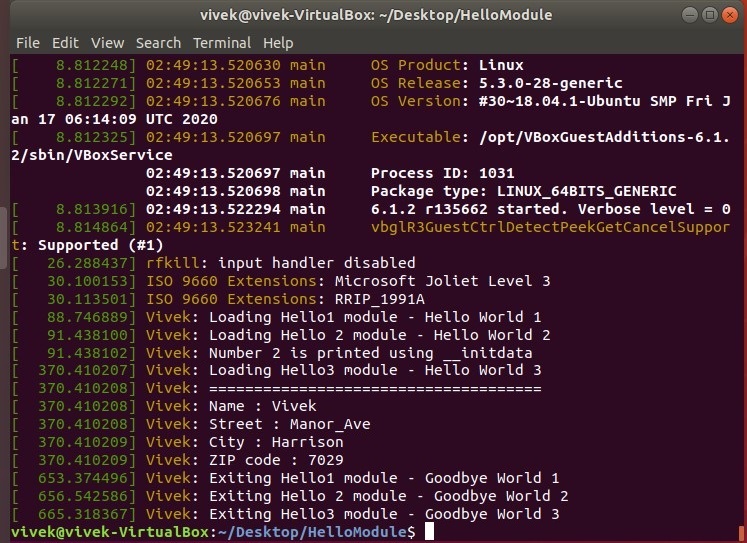 vivek@vivek-VirtualBox: ~/Desktop/HelloModule
File Edit View Search Terminal Help
[    8.812248] 02:49:13.520630 main     OS Product: Linux
[    8.812271] 02:49:13.520653 main     OS Release: 5.3.0-28-generic
[    8.812292] 02:49:13.520676 main     OS Version: #30~18.04.1-Ubuntu SMP Fri J
an 17 06:14:09 UTC 2020
[    8.812325] 02:49:13.520697 main     Executable: /opt/VBoxGuestAdditions-6.1.
2/sbin/VBoxService
               02:49:13.520697 main     Process ID: 1031
               02:49:13.520698 main     Package type: LINUX_64BITS_GENERIC
[    8.813916] 02:49:13.522294 main     6.1.2 r135662 started. Verbose level = 0
[    8.814864] 02:49:13.523241 main     vbglR3GuestCtrlDetectPeekGetCancelSuppor
t: Supported (#1)
[   26.288437] rfkill: input handler disabled
[   30.100153] ISO 9660 Extensions: Microsoft Joliet Level 3
[   30.113501] ISO 9660 Extensions: RRIP_1991A
[   88.746889] Vivek: Loading Hello1 module - Hello World 1
[   91.438100] Vivek: Loading Hello 2 module - Hello World 2
[   91.438102] Vivek: Number 2 is printed using __initdata
[  370.410207] Vivek: Loading Hello3 module - Hello World 3
[  370.410208] Vivek: =====================================
[  370.410208] Vivek: Name : Vivek
[  370.410208] Vivek: Street : Manor_Ave
[  370.410209] Vivek: City : Harrison
[  370.410209] Vivek: ZIP code : 7029
[  653.374496] Vivek: Exiting Hello1 module - Goodbye World 1
[  656.542586] Vivek: Exiting Hello 2 module - Goodbye World 2
[  665.318367] Vivek: Exiting Hello3 module - Goodbye World 3
vivek@vivek-VirtualBox:~/Desktop/HelloModule$